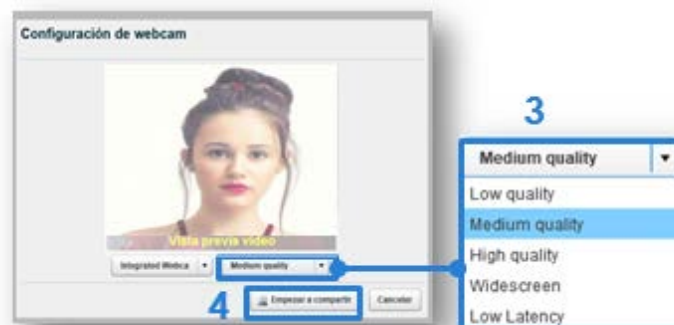 Configuración de webcam
Vista previa video
Integrated Webca
Medium quality
4
Empezar a compartir
Cancelar
3
Medium quality
Low quality
Medium quality
High quality
Widescreen
Low Latency